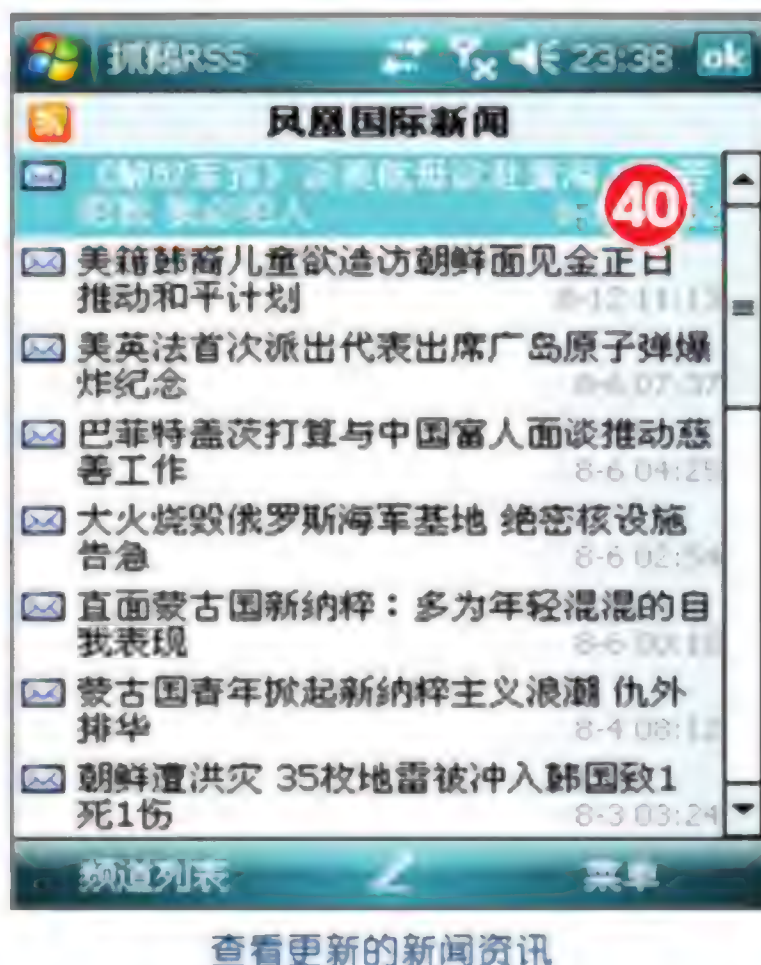 RSS 23:38 ok
凤凰国际新闻
40
美籍韩裔儿童欲造访朝鲜面见金正日
推动和平计划
美英法首次派出代表出席广岛原子弹爆
炸纪念 8-6 07:37
巴菲特盖茨打算与中国富人面谈推动慈
善工作 8-6 04:25
大火烧毁俄罗斯海军基地 绝密核设施
告急 8-6 02:54
直面蒙古国新纳粹：多为年轻混混的自
我表现
蒙古国青年掀起新纳粹主义浪潮 仇外
排华 8-4 08:12
朝鲜遭洪灾 35枚地雷被冲入韩国致1
死1伤 8-3 03:24
频道列表 菜单
查看更新的新闻资讯